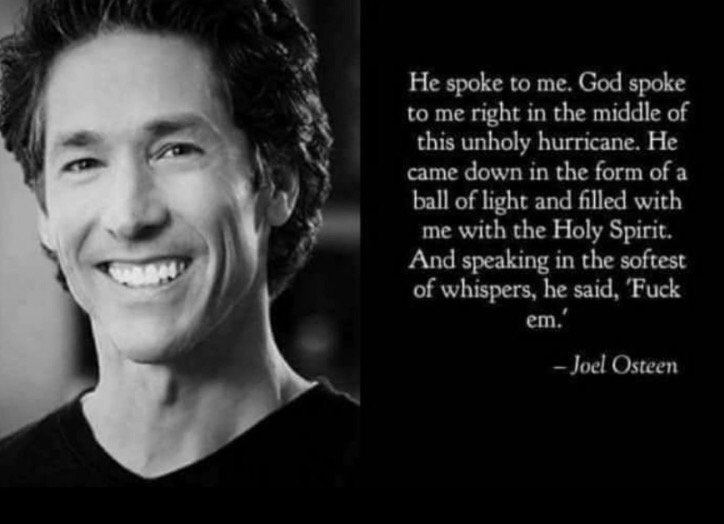 He spoke to me. God spoke
to me right in the middle of
this unholy hurricane. He
came down in the form of a
ball of light and filled with
me with the Holy Spirit.
And speaking in the softest
of whispers, he said, 'Fuck
em.'
– Joel Osteen